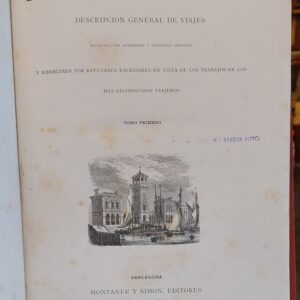 DESCRIPCION GENERAL DE VIAJES
Y REDACTADA POR REPUTADOS ESCRITORES EN VISTA DE LOS TRABAJOS DE LOS
MAS DISTINGUIDOS VIAJEROS
TOMO PRIMERO
BARCELONA
MONTANER Y SIMON, EDITORES